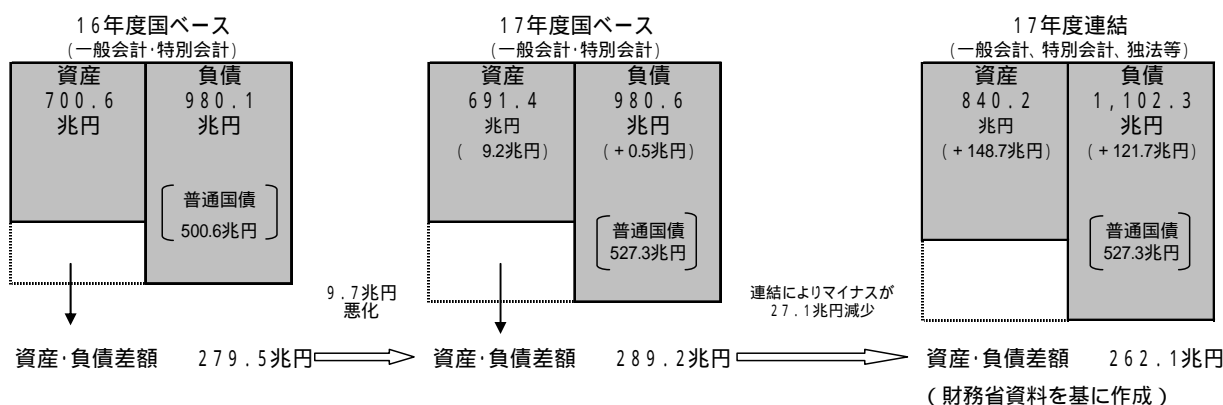 16年度国ベース
(一般会計・特別会計)
資産
700.6
兆円
負債
980.1
兆円
普通国債
500.6兆円
資産・負債差額 279.5兆円
9.7兆円
悪化
17年度国ベース
(一般会計・特別会計)
資産
691.4
兆円
( 9.2兆円)
負債
980.6
兆円
(+0.5兆円)
普通国債
527.3兆円
資産・負債差額 289.2兆円
連結によりマイナスが
27.1兆円減少
17年度連結
(一般会計、特別会計、独法等)
資産
840.2
兆円
(+148.7兆円)
負債
1,102.3
兆円
(+121.7兆円)
普通国債
527.3兆円
資産・負債差額 262.1兆円
(財務省資料を基に作成)